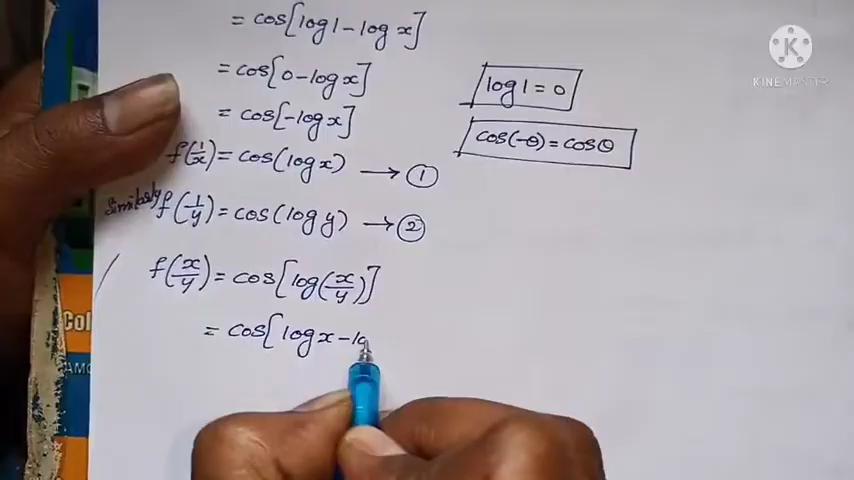 = cos[log1 - log x]
= cos[0 - log x]
= cos[-log x]
f(1/x) = cos(log x) → ①
Similarly f(1/y) = cos(log y) → ②
f(x/y) = cos[log(x/y)]
= cos[log x - lo
log 1 = 0
cos(-θ) = cosθ
KINEMASTER
Col